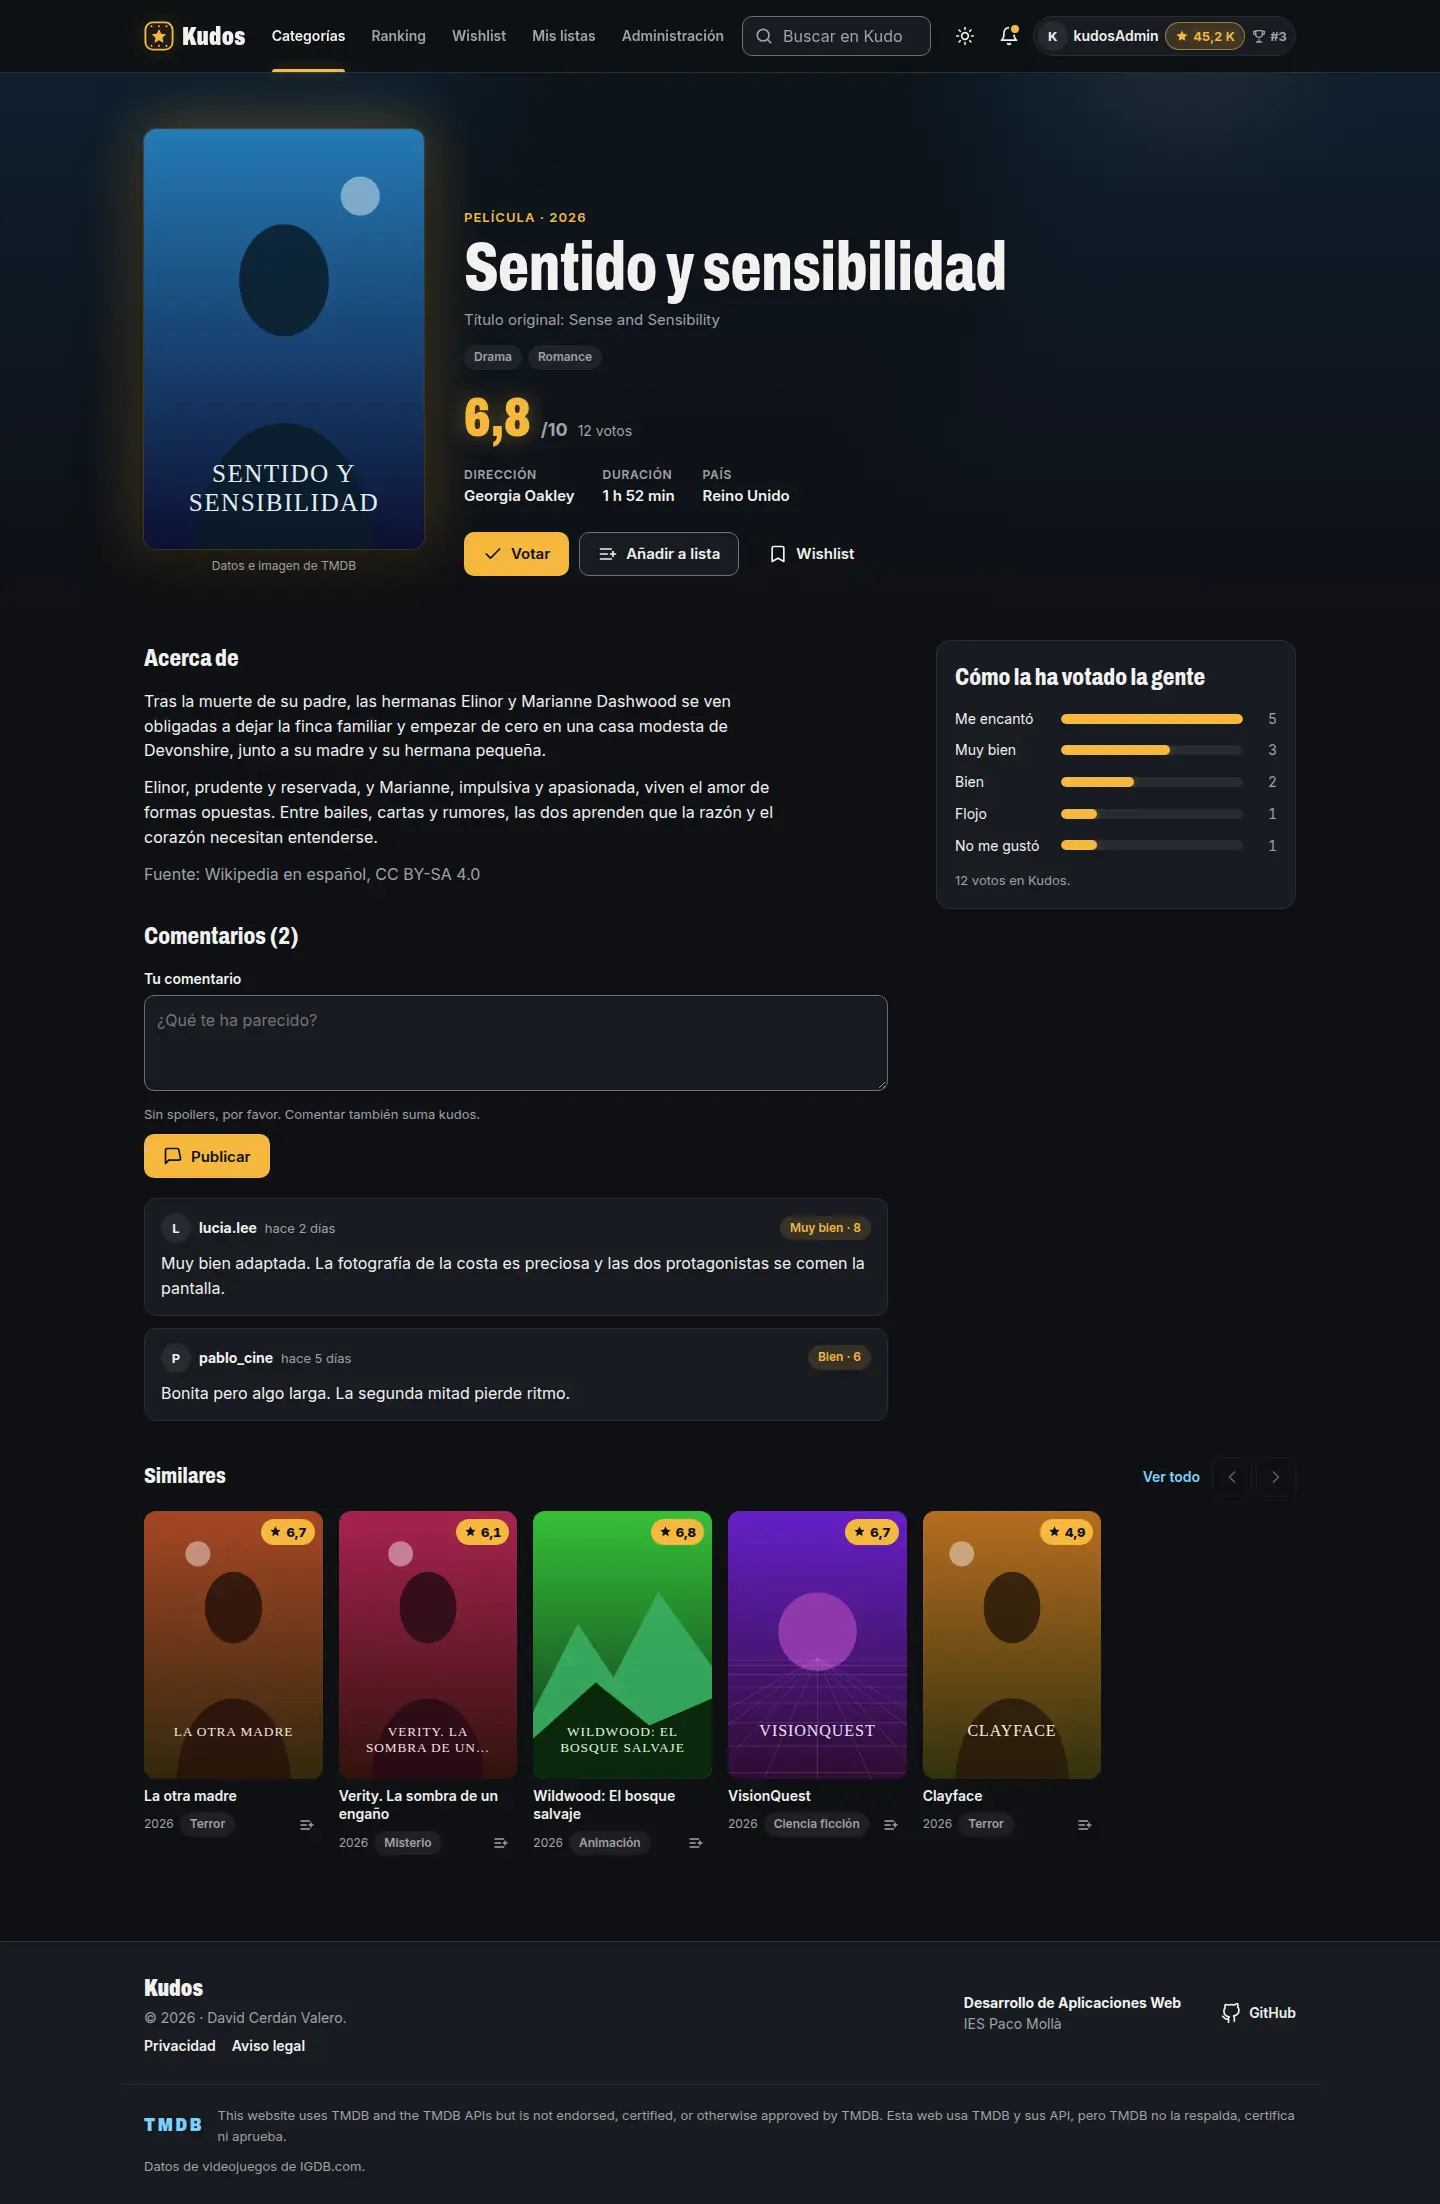 Kudos
Categorías
Ranking
Wishlist
Mis listas
Administración
Buscar en Kudo
K
kudosAdmin
45,2 K
#3
SENTIDO Y
SENSIBILIDAD
Datos e imagen de TMDB
PELÍCULA · 2026
Sentido y sensibilidad
Título original: Sense and Sensibility
Drama
Romance
6,8 /10 12 votos
DIRECCIÓN
Georgia Oakley
DURACIÓN
1 h 52 min
PAÍS
Reino Unido
Votar
Añadir a lista
Wishlist
Acerca de
Tras la muerte de su padre, las hermanas Elinor y Marianne Dashwood se ven
obligadas a dejar la finca familiar y empezar de cero en una casa modesta de
Devonshire, junto a su madre y su hermana pequeña.
Elinor, prudente y reservada, y Marianne, impulsiva y apasionada, viven el amor de
formas opuestas. Entre bailes, cartas y rumores, las dos aprenden que la razón y el
corazón necesitan entenderse.
Fuente: Wikipedia en español, CC BY-SA 4.0
Cómo la ha votado la gente
Me encantó 5
Muy bien 3
Bien 2
Flojo 1
No me gustó 1
12 votos en Kudos.
Comentarios (2)
Tu comentario
¿Qué te ha parecido?
Sin spoilers, por favor. Comentar también suma kudos.
Publicar
L
lucia.lee hace 2 días
Muy bien · 8
Muy bien adaptada. La fotografía de la costa es preciosa y las dos protagonistas se comen la
pantalla.
P
pablo_cine hace 5 días
Bien · 6
Bonita pero algo larga. La segunda mitad pierde ritmo.
Similares
Ver todo
6,7
LA OTRA MADRE
La otra madre
2026 Terror
6,1
VERITY. LA
SOMBRA DE UN...
Verity. La sombra de un
engaño
2026 Misterio
6,8
WILDWOOD: EL
BOSQUE SALVAJE
Wildwood: El bosque
salvaje
2026 Animación
6,7
VISIONQUEST
VisionQuest
2026 Ciencia ficción
4,9
CLAYFACE
Clayface
2026 Terror
Kudos
© 2026 · David Cerdán Valero.
Privacidad
Aviso legal
Desarrollo de Aplicaciones Web
IES Paco Mollà
GitHub
TMDB
This website uses TMDB and the TMDB APIs but is not endorsed, certified, or otherwise approved by TMDB. Esta web usa TMDB y sus API, pero TMDB no la respalda, certifica
ni aprueba.
Datos de videojuegos de IGDB.com.